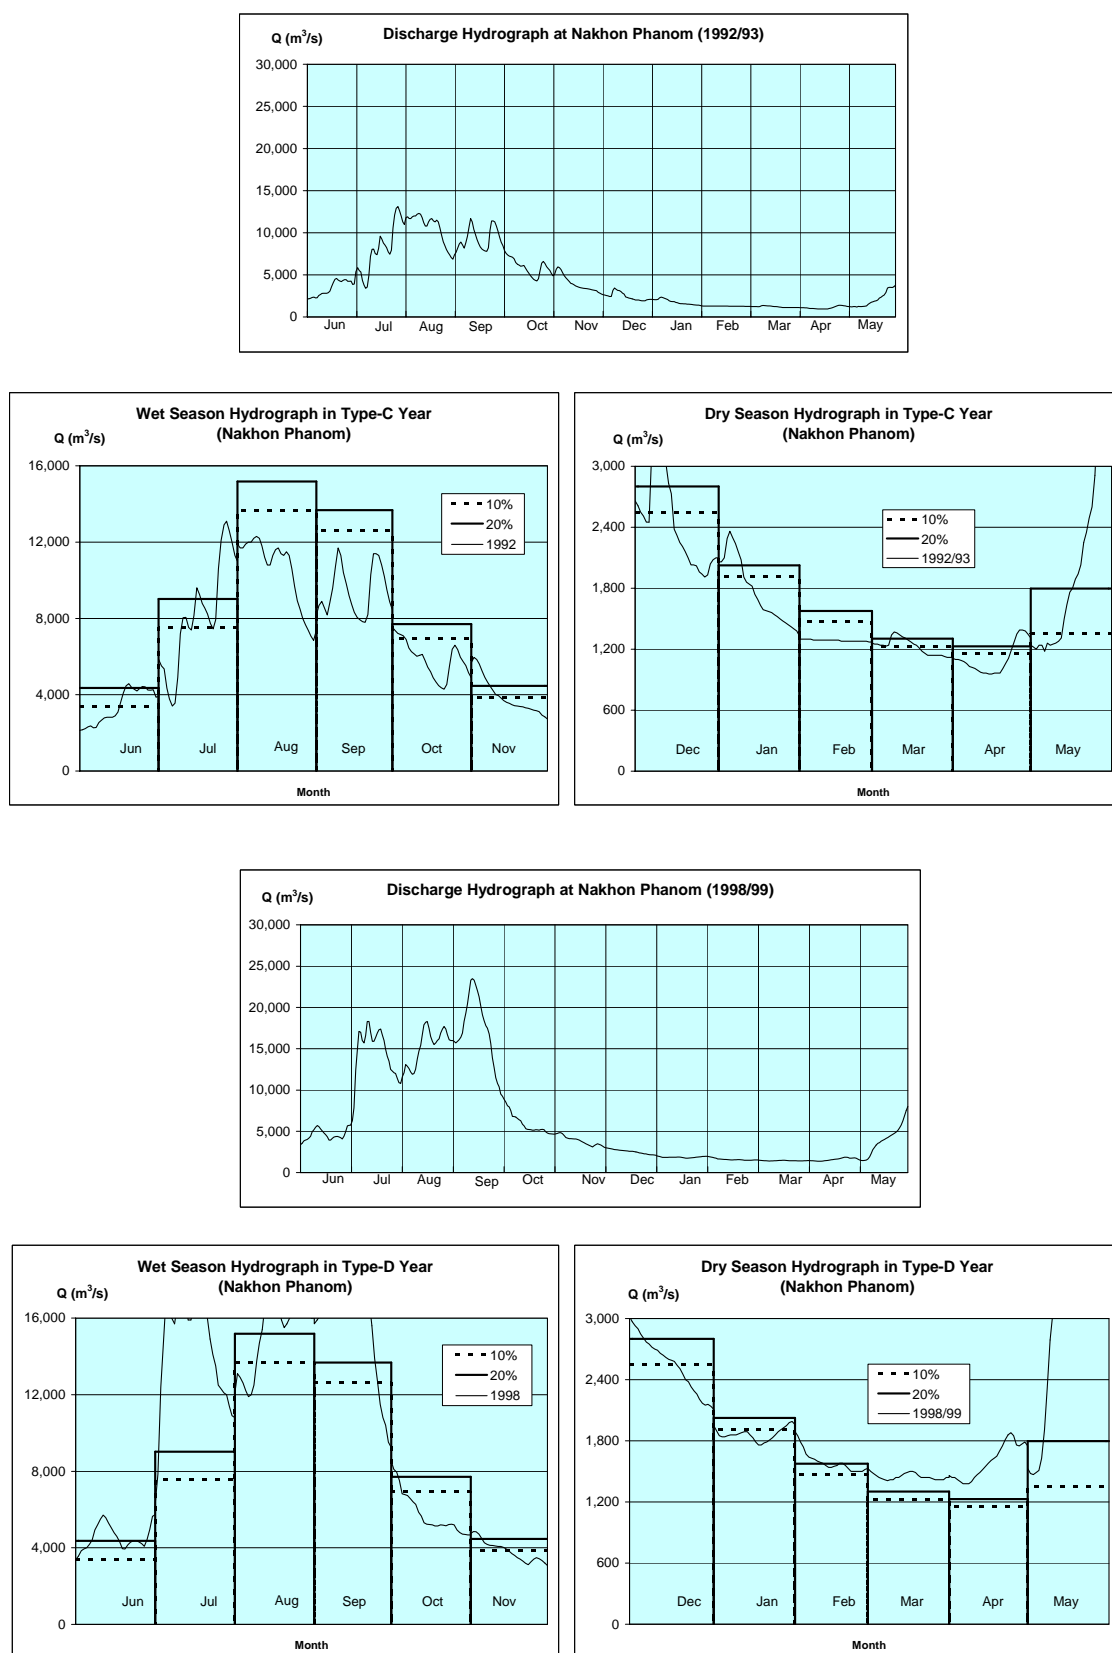 Discharge Hydrograph at Nakhon Phanom (1992/93)
Q (m³/s)
30,000
25,000
20,000
15,000
10,000
5,000
0
Jun Jul Aug Sep Oct Nov Dec Jan Feb Mar Apr May
Wet Season Hydrograph in Type-C Year
(Nakhon Phanom)
Q (m³/s)
16,000
12,000
8,000
4,000
0
10%
20%
1992
Jun Jul Aug Sep Oct Nov
Month
Dry Season Hydrograph in Type-C Year
(Nakhon Phanom)
Q (m³/s)
3,000
2,400
1,800
1,200
600
0
10%
20%
1992/93
Dec Jan Feb Mar Apr May
Month
Discharge Hydrograph at Nakhon Phanom (1998/99)
Q (m³/s)
30,000
25,000
20,000
15,000
10,000
5,000
0
Jun Jul Aug Sep Oct Nov Dec Jan Feb Mar Apr May
Wet Season Hydrograph in Type-D Year
(Nakhon Phanom)
Q (m³/s)
16,000
12,000
8,000
4,000
0
10%
20%
1998
Jun Jul Aug Sep Oct Nov
Month
Dry Season Hydrograph in Type-D Year
(Nakhon Phanom)
Q (m³/s)
3,000
2,400
1,800
1,200
600
0
10%
20%
1998/99
Dec Jan Feb Mar Apr May
Month